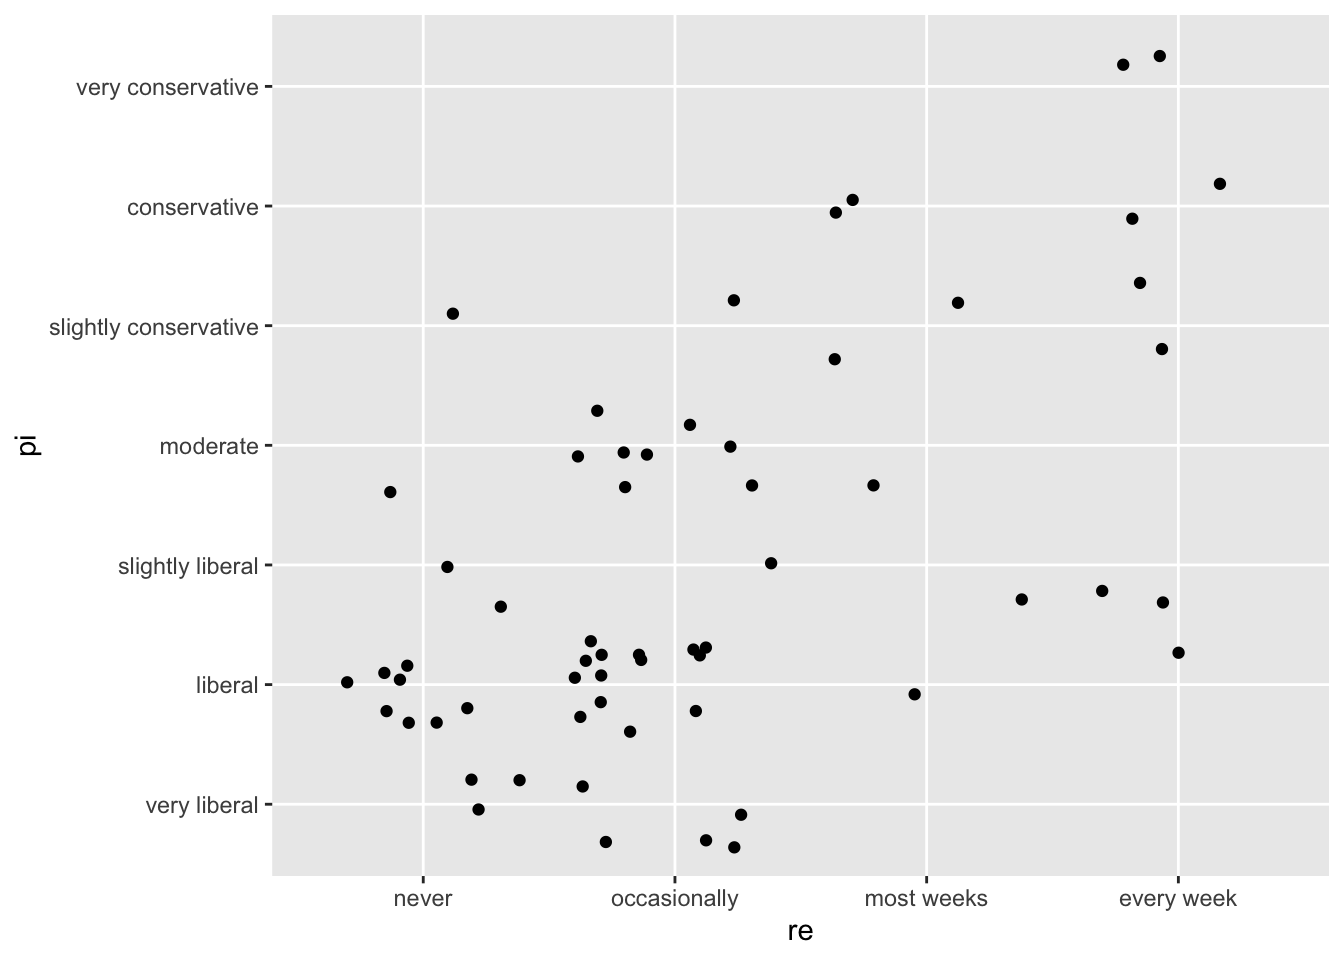 very conservative
conservative
slightly conservative
moderate
slightly liberal
liberal
very liberal
pi
never occasionally most weeks every week
re